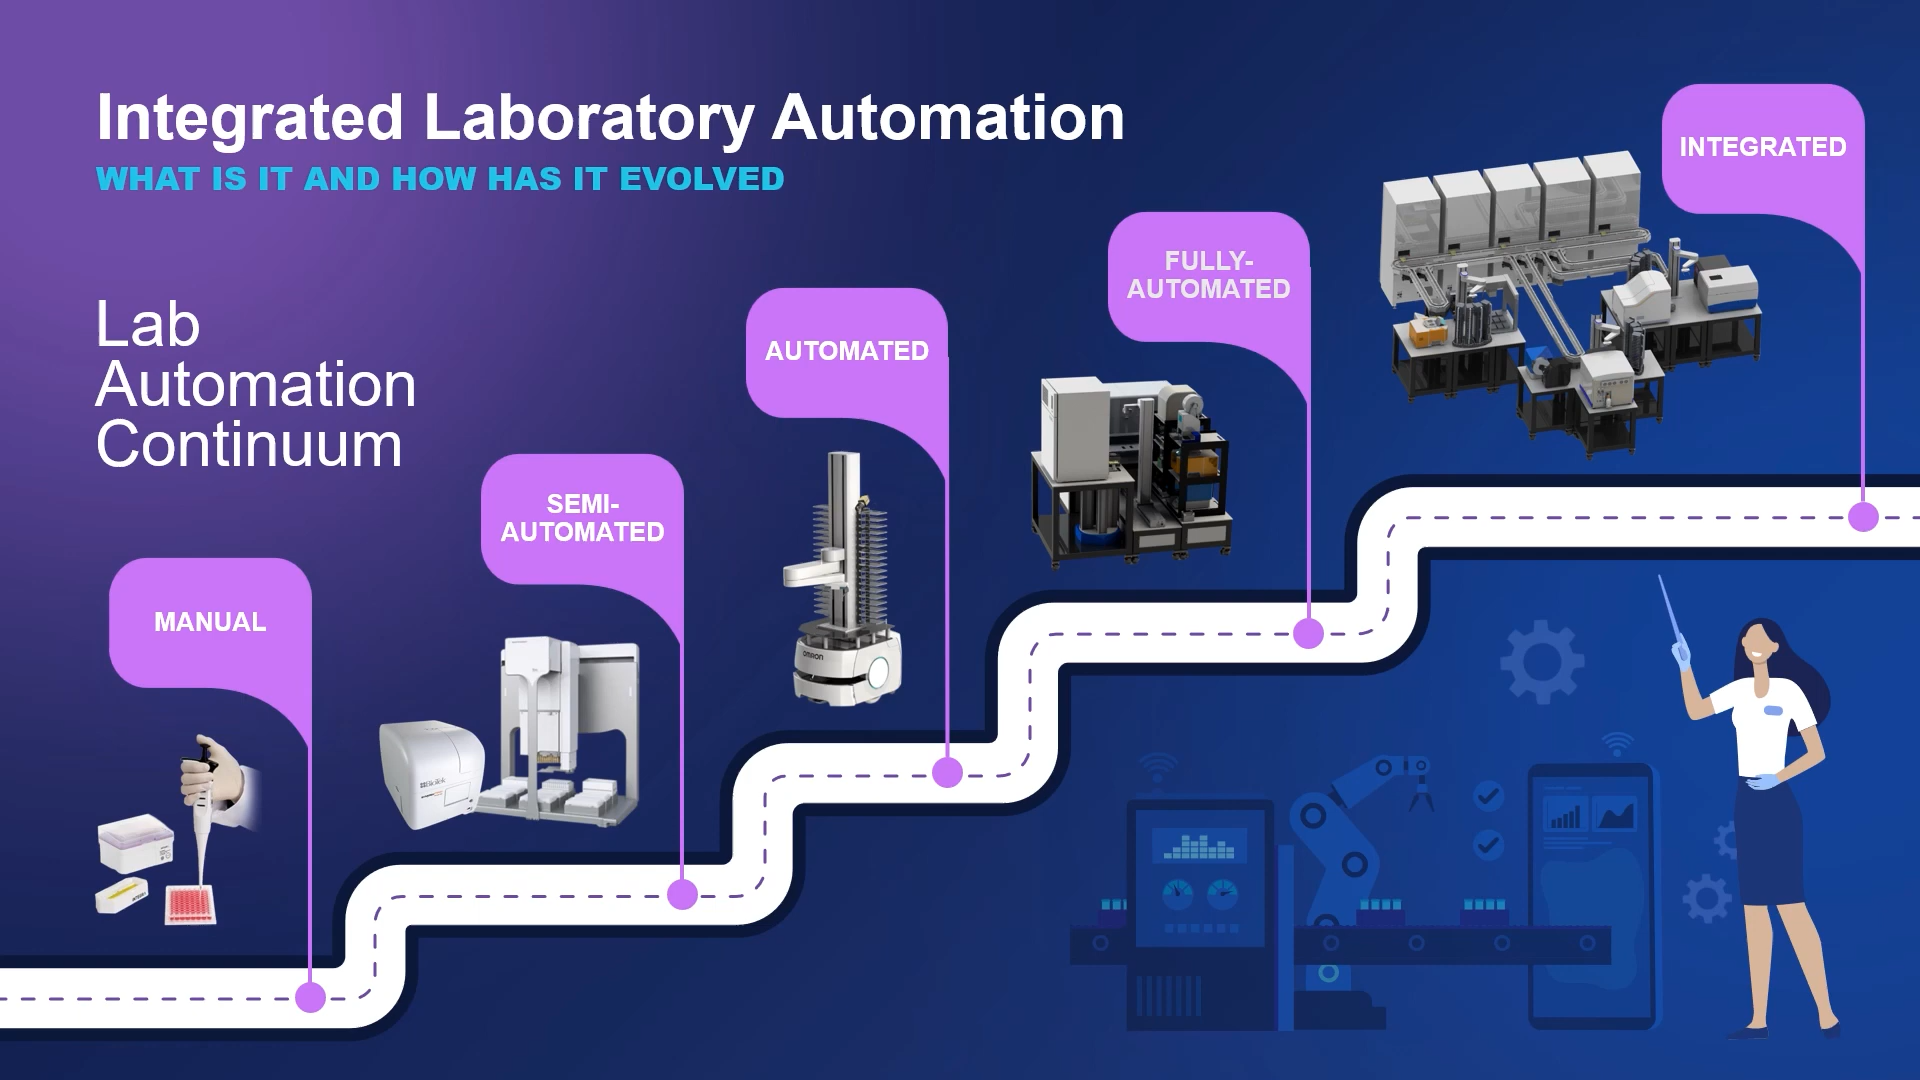 Integrated Laboratory Automation
WHAT IS IT AND HOW HAS IT EVOLVED
Lab
Automation
Continuum
MANUAL
SEMI-
AUTOMATED
AUTOMATED
FULLY-
AUTOMATED
INTEGRATED
OMRON
BioTek